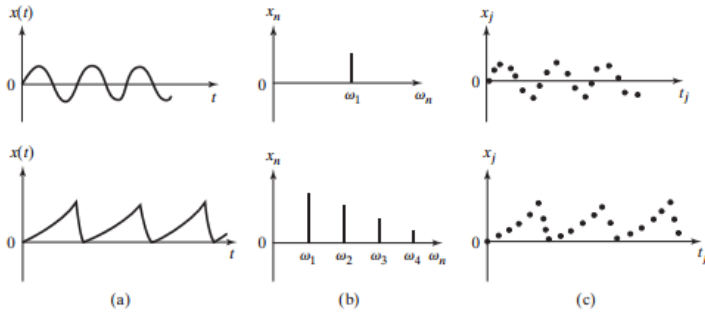 x(t)
0
t
xₙ
0
ω₁
ωₙ
xⱼ
0
tⱼ
x(t)
0
t
xₙ
0
ω₁ ω₂ ω₃ ω₄ ωₙ
xⱼ
0
tⱼ
(a) (b) (c)